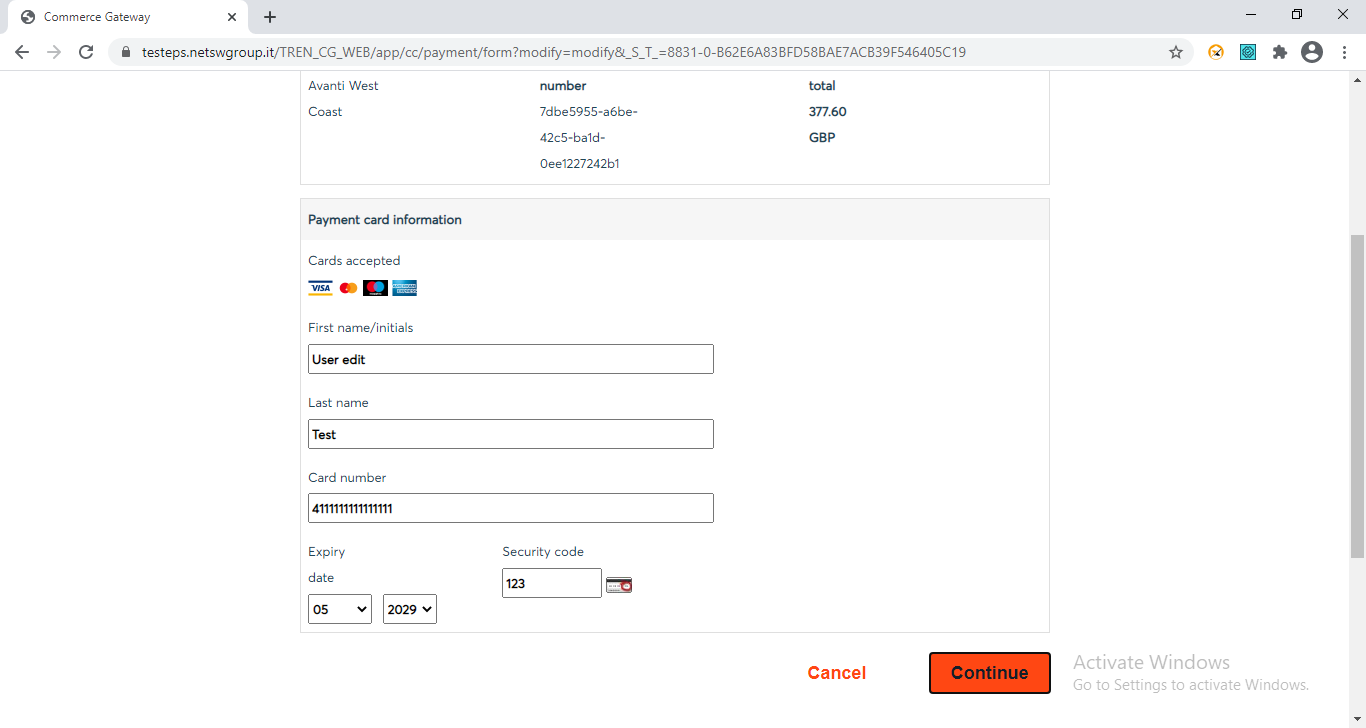 Commerce Gateway
testeps.netswgroup.it/TREN_CG_WEB/app/cc/payment/form?modify=modify&_S_T_=8831-0-B62E6A83BFD58BAE7ACB39F546405C19
Avanti West number total
Coast 7dbe5955-a6be- 377.60
42c5-ba1d- GBP
0ee1227242b1
Payment card information
Cards accepted
VISA
First name/initials
User edit
Last name
Test
Card number
4111111111111111
Expiry Security code
date
123
05 2029
Cancel Continue
Activate Windows
Go to Settings to activate Windows.